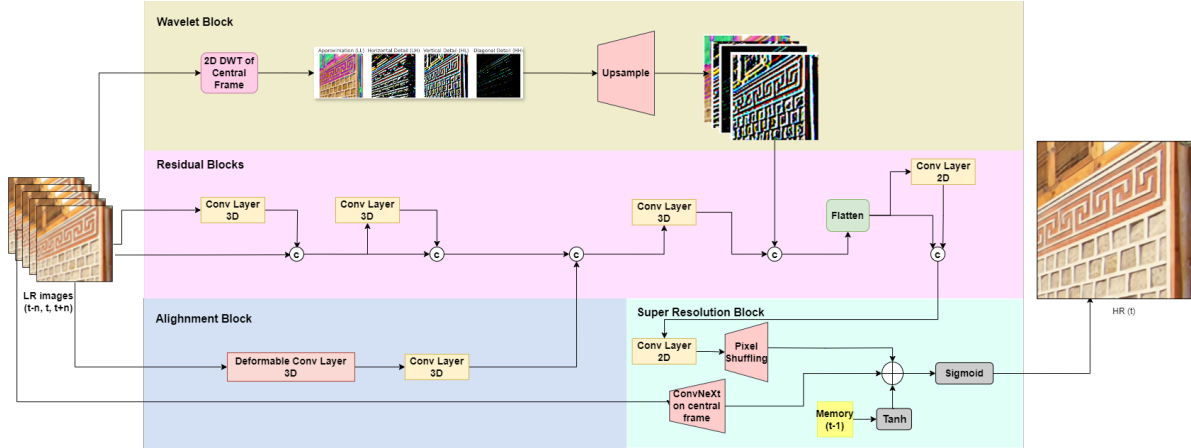 Wavelet Block
2D DWT of
Central
Frame
Approximation (LL)
Horizontal Detail (LH)
Vertical Detail (HL)
Diagonal Detail (HH)
Upsample
Residual Blocks
Conv Layer
3D
Conv Layer
3D
Conv Layer
3D
Flatten
Conv Layer
2D
C
C
C
C
C
LR images
(t-n, t, t+n)
HR (t)
Alighnment Block
Deformable Conv Layer
3D
Conv Layer
3D
Super Resolution Block
Conv Layer
2D
Pixel
Shuffling
ConvNeXt
on central
frame
Memory
(t-1)
Tanh
Sigmoid